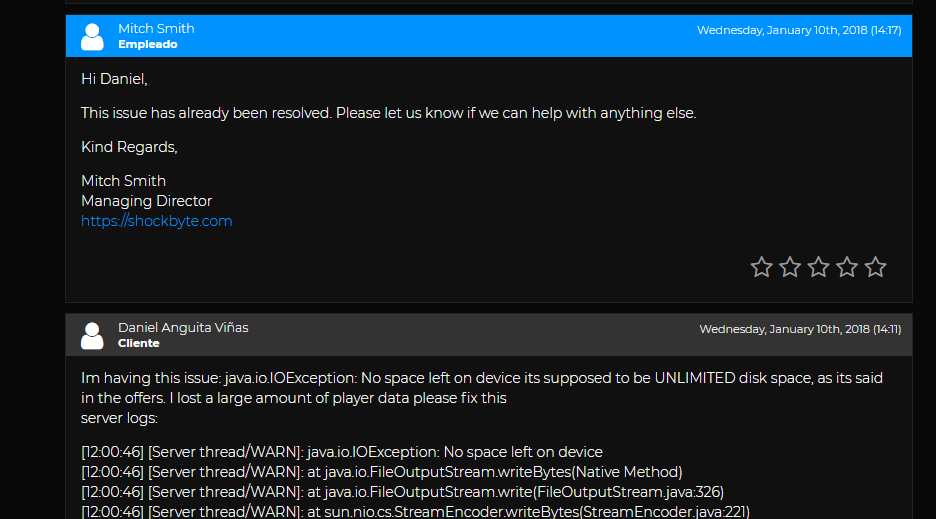 Mitch Smith
Wednesday, January 10th, 2018 (14:17)
Empleado
Hi Daniel,
This issue has already been resolved. Please let us know if we can help with anything else.
Kind Regards,
Mitch Smith
Managing Director
https://shockbyte.com
Daniel Anguita Viñas
Wednesday, January 10th, 2018 (14:11)
Cliente
Im having this issue: java.io.IOException: No space left on device its supposed to be UNLIMITED disk space, as its said
in the offers. I lost a large amount of player data please fix this
server logs:
[12:00:46] [Server thread/WARN]: java.io.IOException: No space left on device
[12:00:46] [Server thread/WARN]: at java.io.FileOutputStream.writeBytes(Native Method)
[12:00:46] [Server thread/WARN]: at java.io.FileOutputStream.write(FileOutputStream.java:326)
[12:00:46] [Server thread/WARN]: at sun.nio.cs.StreamEncoder.writeBytes(StreamEncoder.java:221)